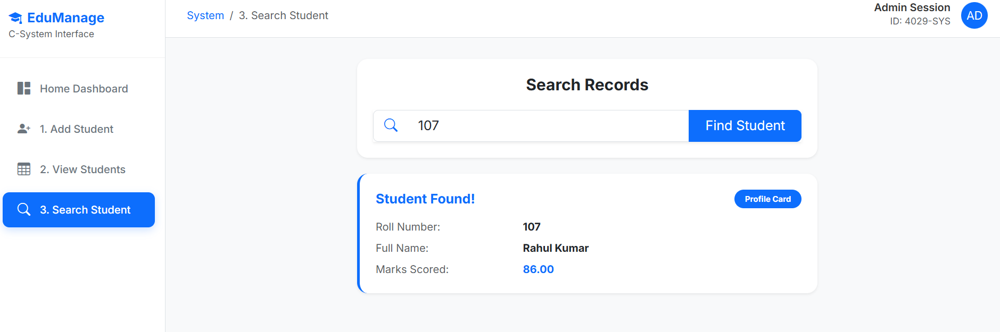 EduManage
C-System Interface
Home Dashboard
1. Add Student
2. View Students
3. Search Student
System / 3. Search Student
Admin Session
ID: 4029-SYS
AD
Search Records
107
Find Student
Student Found!
Profile Card
Roll Number: 107
Full Name: Rahul Kumar
Marks Scored: 86.00